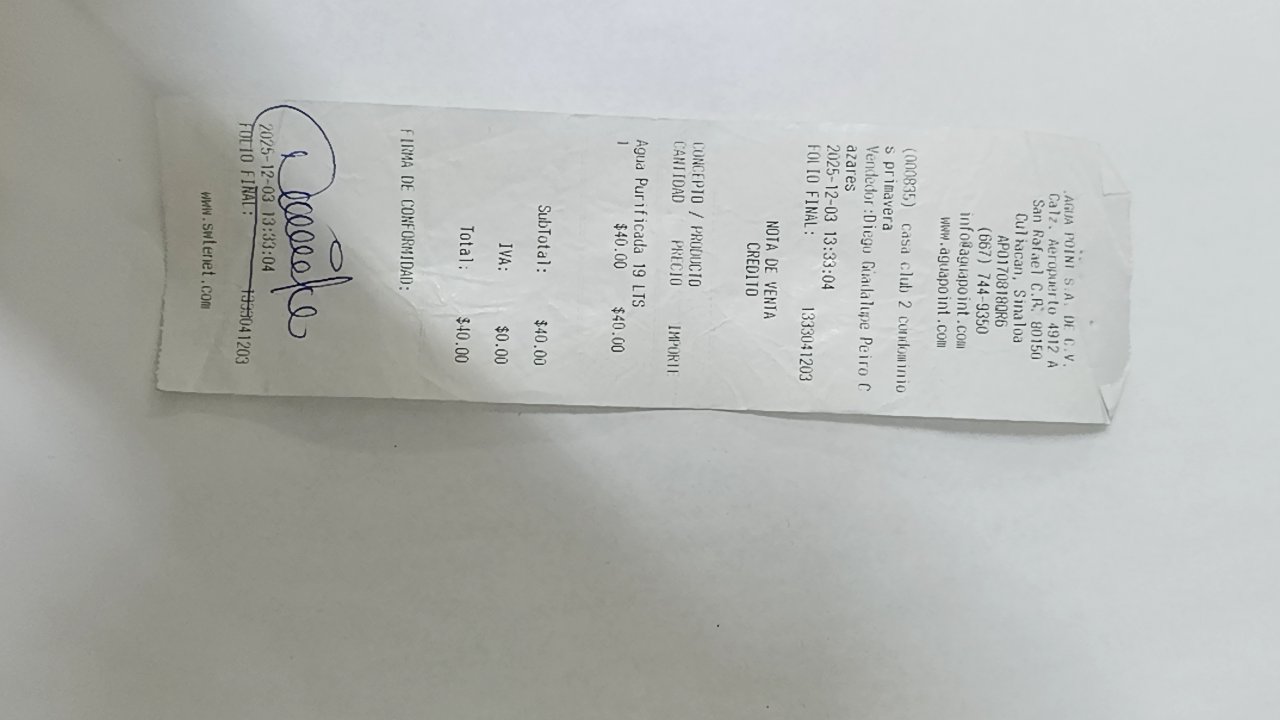 AGUA POINT S.A. DE C.V.
Calz. Aeropuerto 4912 A
San Rafael C.P. 80150
Culiacan, Sinaloa
APO1708180R6
(667) 744-9350
info@aguapoint.com
www.aguapoint.com
(000835) casa club 2 condominio
s primavera
Vendedor:Diego Guadalupe Peiro C
azares
2025-12-03 13:33:04
FOLIO FINAL: 1333041203
NOTA DE VENTA
CREDITO
CONCEPTO / PRODUCTO
CANTIDAD PRECIO IMPORTE
Agua Purificada 19 LTS
1 $40.00 $40.00
SubTotal: $40.00
IVA: $0.00
Total: $40.00
FIRMA DE CONFORMIDAD:
2025-12-03 13:33:04
FOLIO FINAL: 1333041203
www.swtenet.com